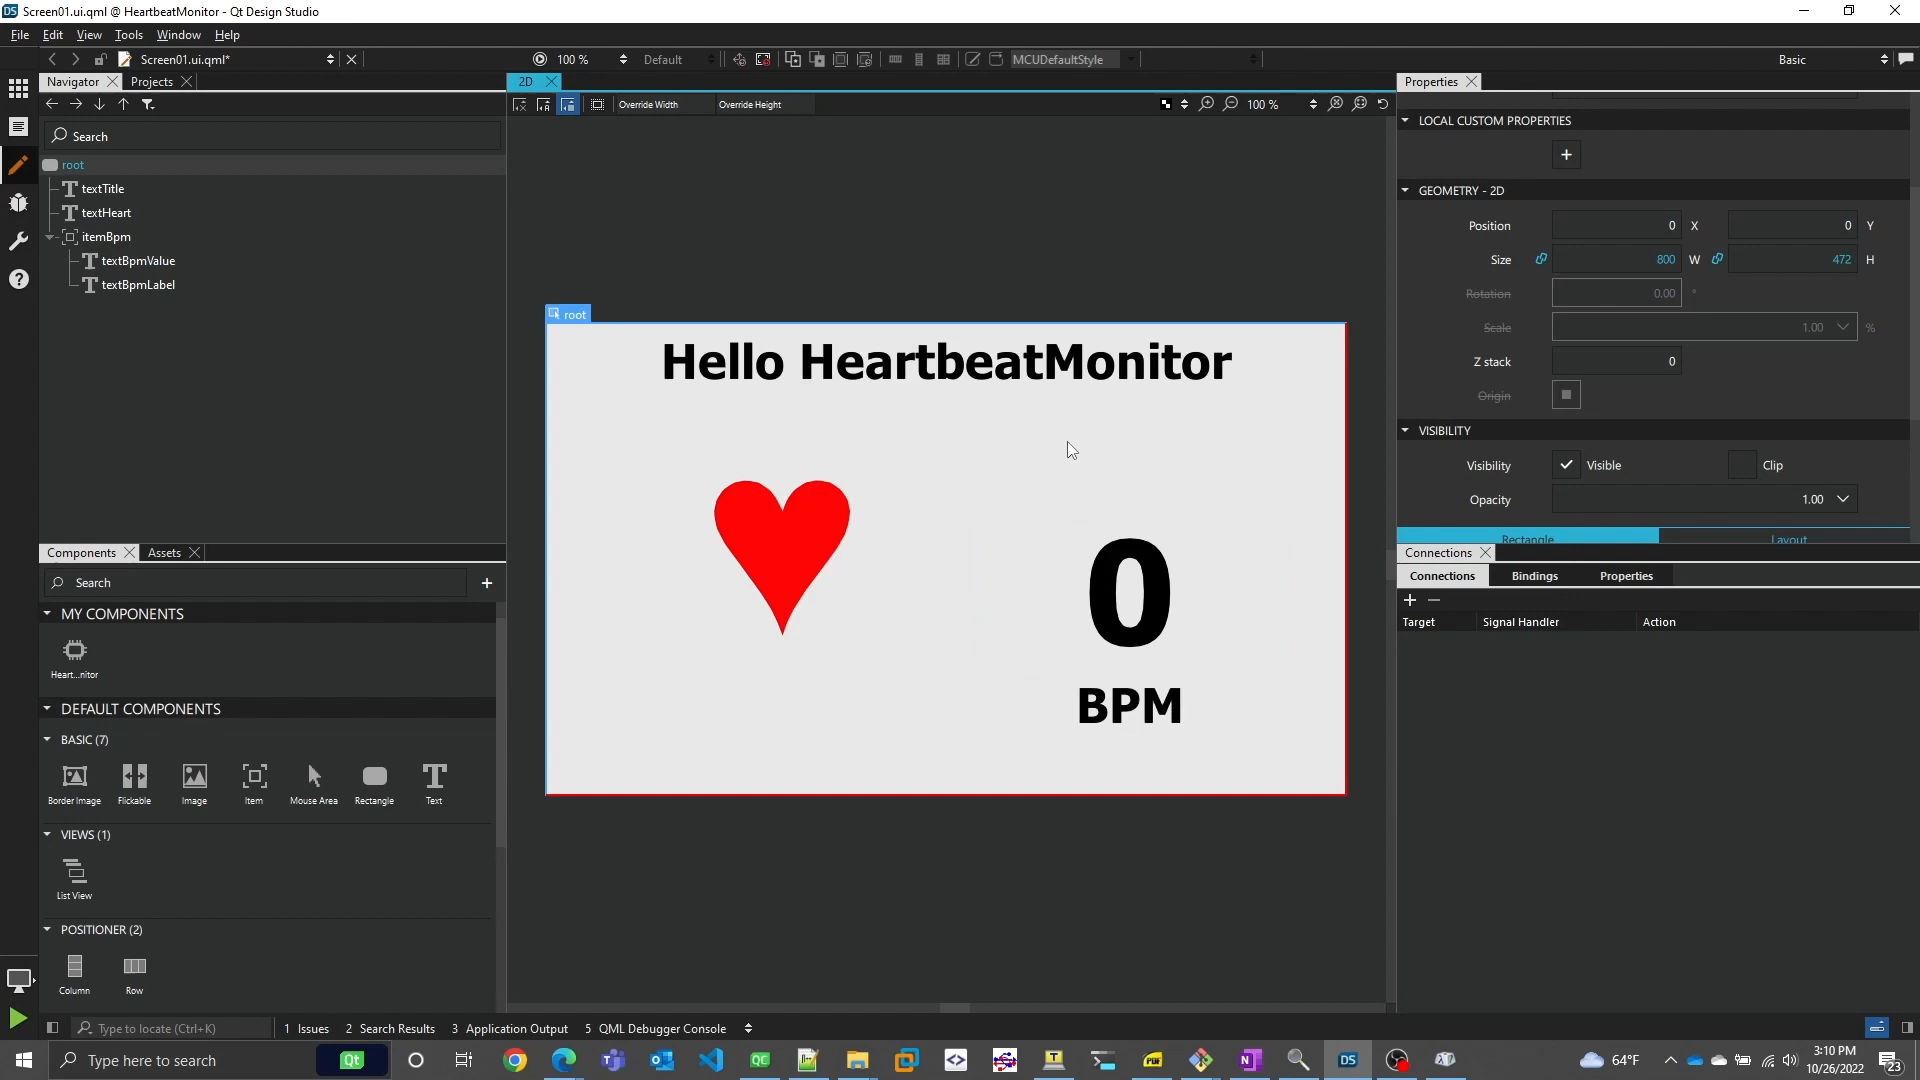 Screen01.ui.qml @ HeartbeatMonitor - Qt Design Studio
File Edit View Tools Window Help
Screen01.ui.qml* 100 % Default MCUDefaultStyle Basic
Navigator Projects 2D Properties
Override Width Override Height 100 %
Search
root
textTitle
textHeart
itemBpm
textBpmValue
textBpmLabel
Components Assets
Search
MY COMPONENTS
Heart...nitor
DEFAULT COMPONENTS
BASIC (7)
Border Image Flickable Image Item Mouse Area Rectangle Text
VIEWS (1)
List View
POSITIONER (2)
Column Row
root
Hello HeartbeatMonitor
0
BPM
LOCAL CUSTOM PROPERTIES
GEOMETRY - 2D
Position 0 X 0 Y
Size 800 W 472 H
Rotation 0.00 °
Scale 1.00 %
Z stack 0
Origin
VISIBILITY
Visibility Visible Clip
Opacity 1.00
Rectangle Layout
Connections
Connections Bindings Properties
Target Signal Handler Action
Type to locate (Ctrl+K) 1 Issues 2 Search Results 3 Application Output 5 QML Debugger Console
Type here to search
64°F
3:10 PM
10/26/2022
23